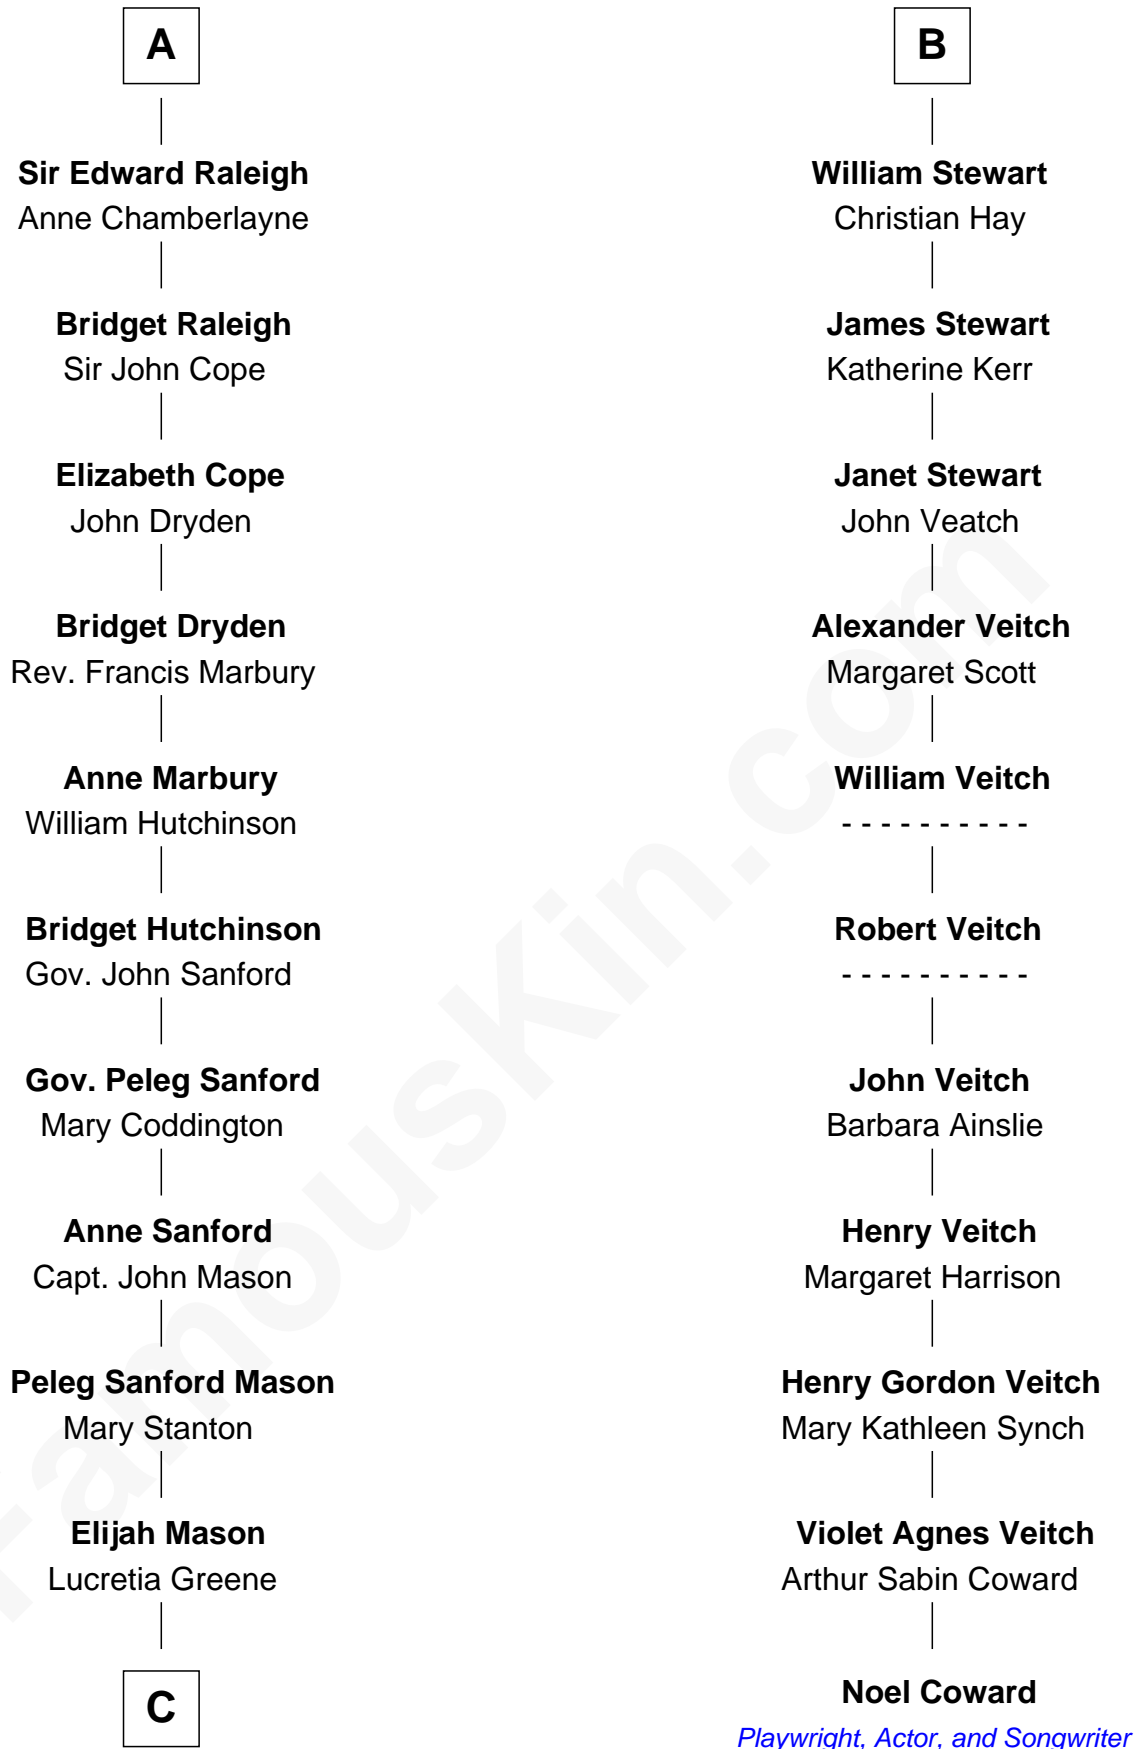 A
Sir Edward Raleigh
Anne Chamberlayne
Bridget Raleigh
Sir John Cope
Elizabeth Cope
John Dryden
Bridget Dryden
Rev. Francis Marbury
Anne Marbury
William Hutchinson
Bridget Hutchinson
Gov. John Sanford
Gov. Peleg Sanford
Mary Coddington
Anne Sanford
Capt. John Mason
Peleg Sanford Mason
Mary Stanton
Elijah Mason
Lucretia Greene
C
B
William Stewart
Christian Hay
James Stewart
Katherine Kerr
Janet Stewart
John Veatch
Alexander Veitch
Margaret Scott
William Veitch
- - - - - - - - - -
Robert Veitch
- - - - - - - - - -
John Veitch
Barbara Ainslie
Henry Veitch
Margaret Harrison
Henry Gordon Veitch
Mary Kathleen Synch
Violet Agnes Veitch
Arthur Sabin Coward
Noel Coward
Playwright, Actor, and Songwriter
FamousKin.com